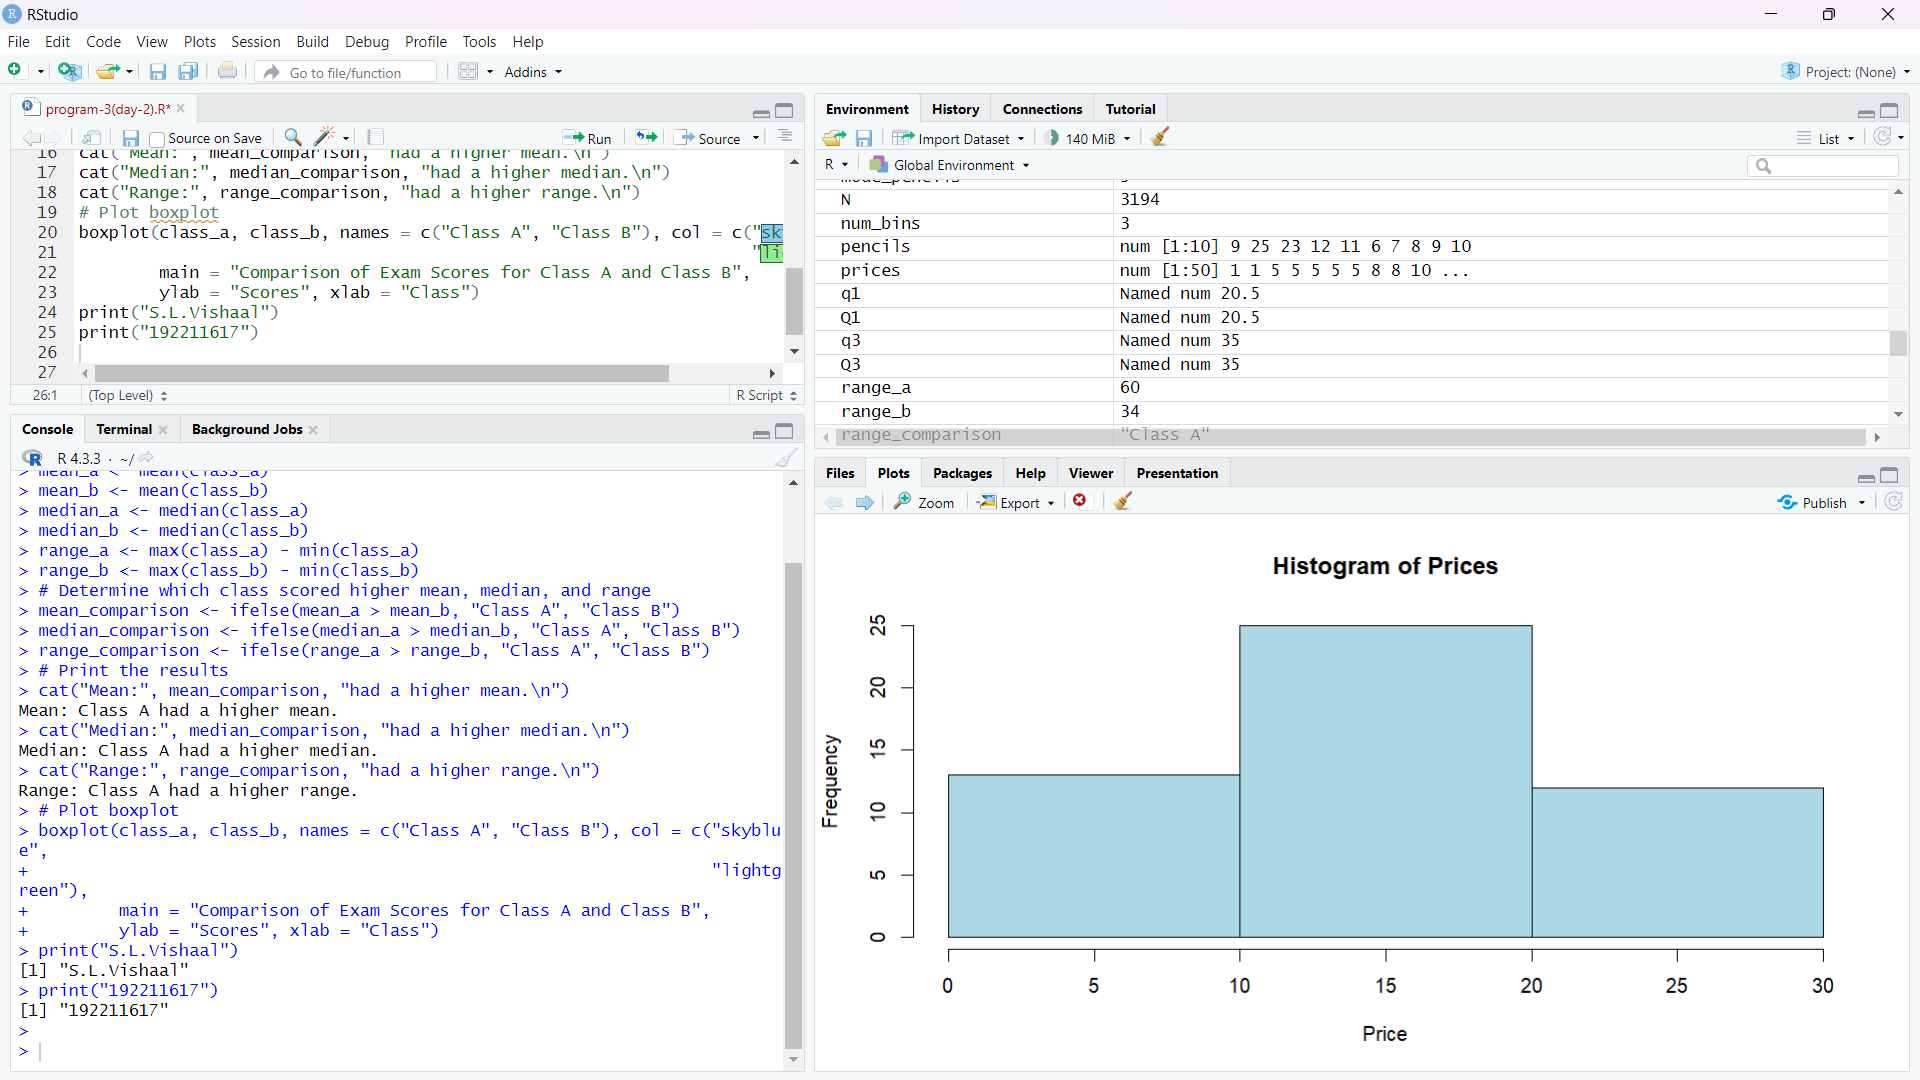 RStudio
File Edit Code View Plots Session Build Debug Profile Tools Help
Go to file/function Addins Project: (None)
program-3(day-2).R*
Source on Save Run Source
16 cat("Mean:", mean_comparison, "had a higher mean.\n")
17 cat("Median:", median_comparison, "had a higher median.\n")
18 cat("Range:", range_comparison, "had a higher range.\n")
19 # Plot boxplot
20 boxplot(class_a, class_b, names = c("Class A", "Class B"), col = c("sk
21 "li
22 main = "Comparison of Exam Scores for Class A and Class B",
23 ylab = "Scores", xlab = "Class")
24 print("S.L.Vishaal")
25 print("192211617")
26
27
26:1 (Top Level) R Script
Console Terminal Background Jobs
R 4.3.3 · ~/
> mean_a <- mean(class_a)
> mean_b <- mean(class_b)
> median_a <- median(class_a)
> median_b <- median(class_b)
> range_a <- max(class_a) - min(class_a)
> range_b <- max(class_b) - min(class_b)
> # Determine which class scored higher mean, median, and range
> mean_comparison <- ifelse(mean_a > mean_b, "Class A", "Class B")
> median_comparison <- ifelse(median_a > median_b, "Class A", "Class B")
> range_comparison <- ifelse(range_a > range_b, "Class A", "Class B")
> # Print the results
> cat("Mean:", mean_comparison, "had a higher mean.\n")
Mean: Class A had a higher mean.
> cat("Median:", median_comparison, "had a higher median.\n")
Median: Class A had a higher median.
> cat("Range:", range_comparison, "had a higher range.\n")
Range: Class A had a higher range.
> # Plot boxplot
> boxplot(class_a, class_b, names = c("Class A", "Class B"), col = c("skyblu
e",
+ "lightg
reen"),
+ main = "Comparison of Exam Scores for Class A and Class B",
+ ylab = "Scores", xlab = "Class")
> print("S.L.Vishaal")
[1] "S.L.Vishaal"
> print("192211617")
[1] "192211617"
>
>
Environment History Connections Tutorial
Import Dataset 140 MiB List
R Global Environment
N 3194
num_bins 3
pencils num [1:10] 9 25 23 12 11 6 7 8 9 10
prices num [1:50] 1 1 5 5 5 5 5 8 8 10 ...
q1 Named num 20.5
Q1 Named num 20.5
q3 Named num 35
Q3 Named num 35
range_a 60
range_b 34
range_comparison "Class A"
Files Plots Packages Help Viewer Presentation
Zoom Export Publish
Histogram of Prices
Frequency
25
20
15
10
5
0
0 5 10 15 20 25 30
Price